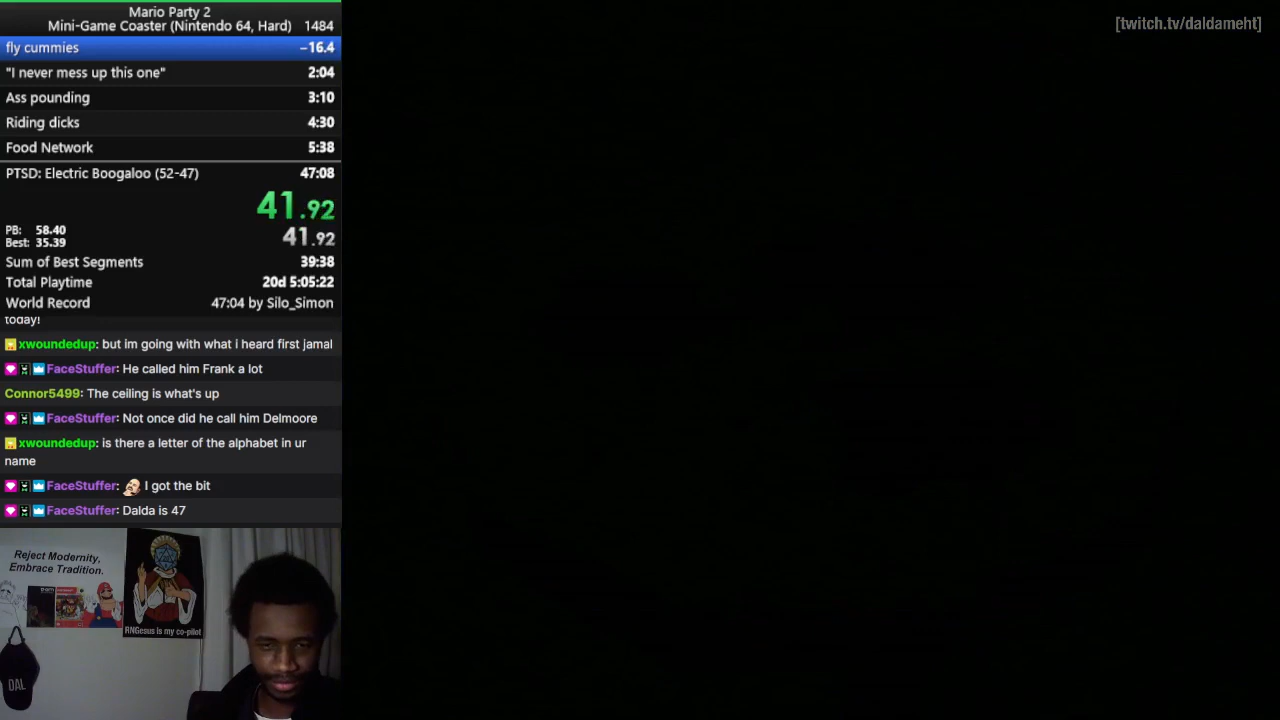 Mario Party 2
Mini-Game Coaster (Nintendo 64, Hard) 1484
fly cummies −16.4
"I never mess up this one" 2:04
Ass pounding 3:10
Riding dicks 4:30
Food Network 5:38
PTSD: Electric Boogaloo (52-47) 47:08
41.92
PB: 58.40
Best: 35.39
41.92
Sum of Best Segments 39:38
Total Playtime 20d 5:05:22
World Record 47:04 by Silo_Simon
today!
xwoundedup: but im going with what i heard first jamal
FaceStuffer: He called him Frank a lot
Connor5499: The ceiling is what's up
FaceStuffer: Not once did he call him Delmoore
xwoundedup: is there a letter of the alphabet in ur
name
FaceStuffer: I got the bit
FaceStuffer: Dalda is 47
Reject Modernity,
Embrace Tradition.
RNGesus is my co-pilot
DAL
[twitch.tv/daldameht]